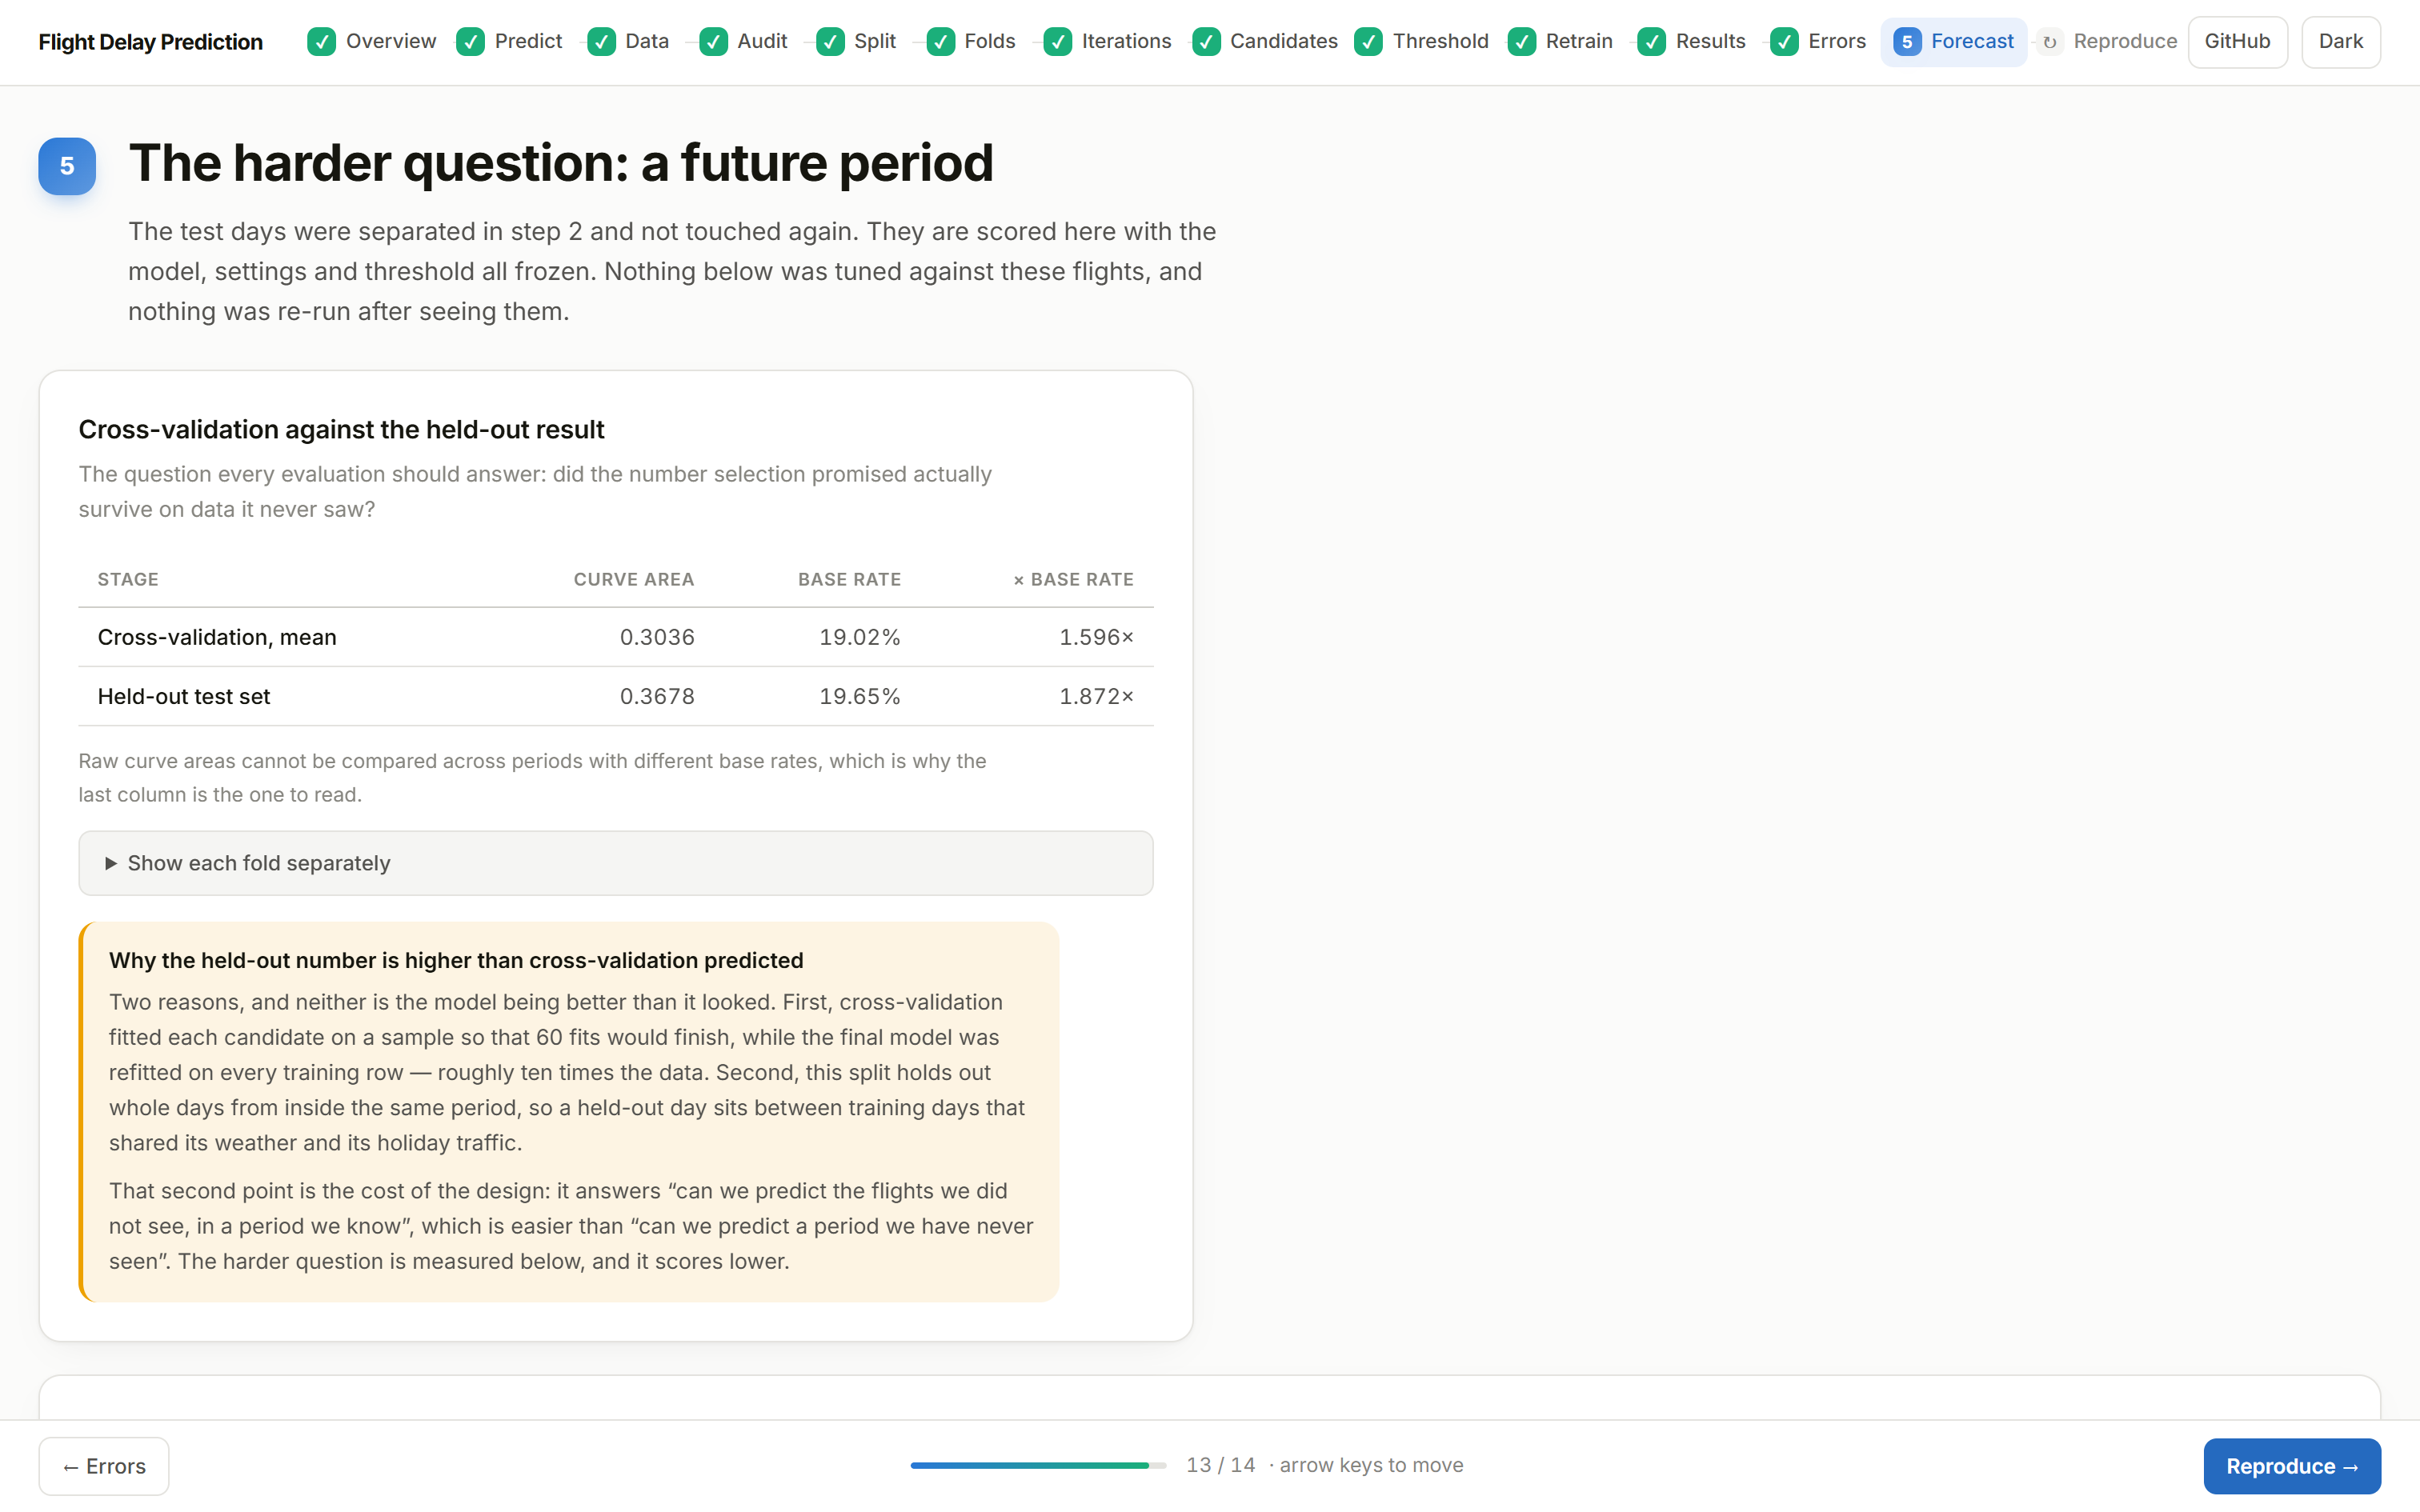 Flight Delay Prediction
✓ Overview ✓ Predict ✓ Data ✓ Audit ✓ Split ✓ Folds ✓ Iterations ✓ Candidates ✓ Threshold ✓ Retrain ✓ Results ✓ Errors 5 Forecast ↻ Reproduce GitHub Dark
5 The harder question: a future period
The test days were separated in step 2 and not touched again. They are scored here with the
model, settings and threshold all frozen. Nothing below was tuned against these flights, and
nothing was re-run after seeing them.
Cross-validation against the held-out result
The question every evaluation should answer: did the number selection promised actually
survive on data it never saw?
STAGE CURVE AREA BASE RATE × BASE RATE
Cross-validation, mean 0.3036 19.02% 1.596×
Held-out test set 0.3678 19.65% 1.872×
Raw curve areas cannot be compared across periods with different base rates, which is why the
last column is the one to read.
▶ Show each fold separately
Why the held-out number is higher than cross-validation predicted
Two reasons, and neither is the model being better than it looked. First, cross-validation
fitted each candidate on a sample so that 60 fits would finish, while the final model was
refitted on every training row — roughly ten times the data. Second, this split holds out
whole days from inside the same period, so a held-out day sits between training days that
shared its weather and its holiday traffic.
That second point is the cost of the design: it answers “can we predict the flights we did
not see, in a period we know”, which is easier than “can we predict a period we have never
seen”. The harder question is measured below, and it scores lower.
← Errors
13 / 14 · arrow keys to move
Reproduce →